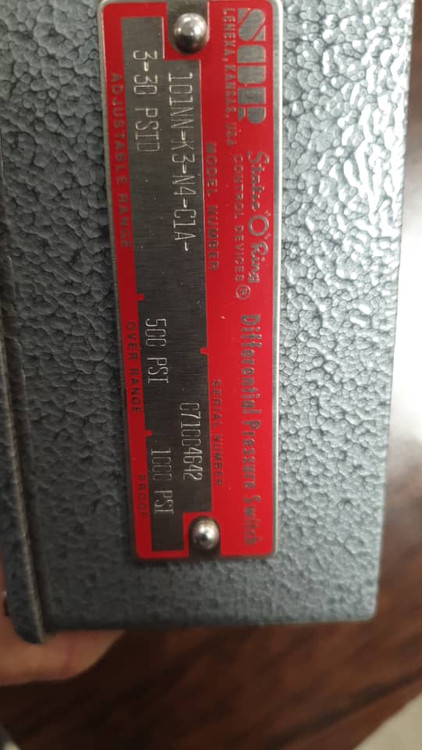 SOR
LENEXA, KANSAS, USA
Static "O" Ring Differential Pressure Switch
CONTROL DEVICES ®
MODEL NUMBER
SERIAL NUMBER
101NN-K3-N4-C1A-
071004642
3-30 PSID
500 PSI
1000 PSI
ADJUSTABLE RANGE
OVER RANGE
PROOF